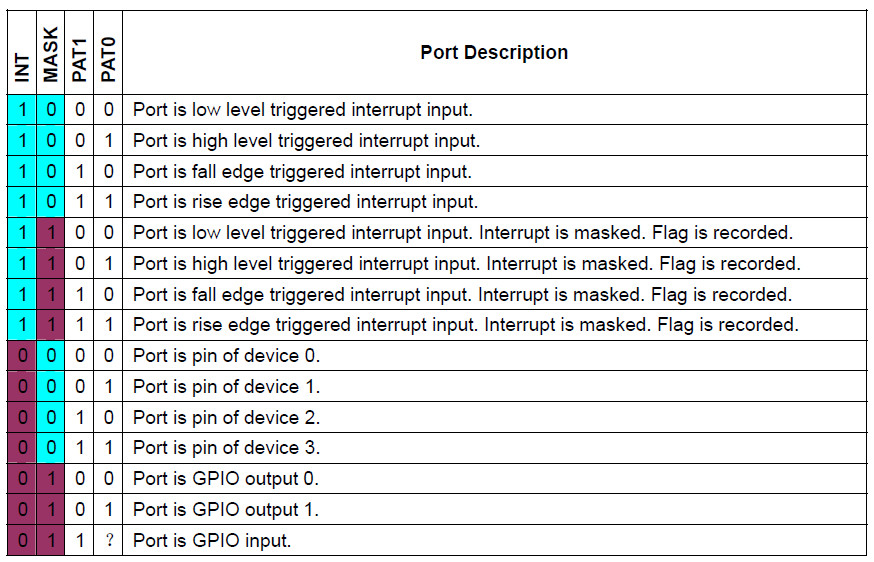 INT MASK PAT1 PAT0 Port Description
1 0 0 0 Port is low level triggered interrupt input.
1 0 0 1 Port is high level triggered interrupt input.
1 0 1 0 Port is fall edge triggered interrupt input.
1 0 1 1 Port is rise edge triggered interrupt input.
1 1 0 0 Port is low level triggered interrupt input. Interrupt is masked. Flag is recorded.
1 1 0 1 Port is high level triggered interrupt input. Interrupt is masked. Flag is recorded.
1 1 1 0 Port is fall edge triggered interrupt input. Interrupt is masked. Flag is recorded.
1 1 1 1 Port is rise edge triggered interrupt input. Interrupt is masked. Flag is recorded.
0 0 0 0 Port is pin of device 0.
0 0 0 1 Port is pin of device 1.
0 0 1 0 Port is pin of device 2.
0 0 1 1 Port is pin of device 3.
0 1 0 0 Port is GPIO output 0.
0 1 0 1 Port is GPIO output 1.
0 1 1 ? Port is GPIO input.